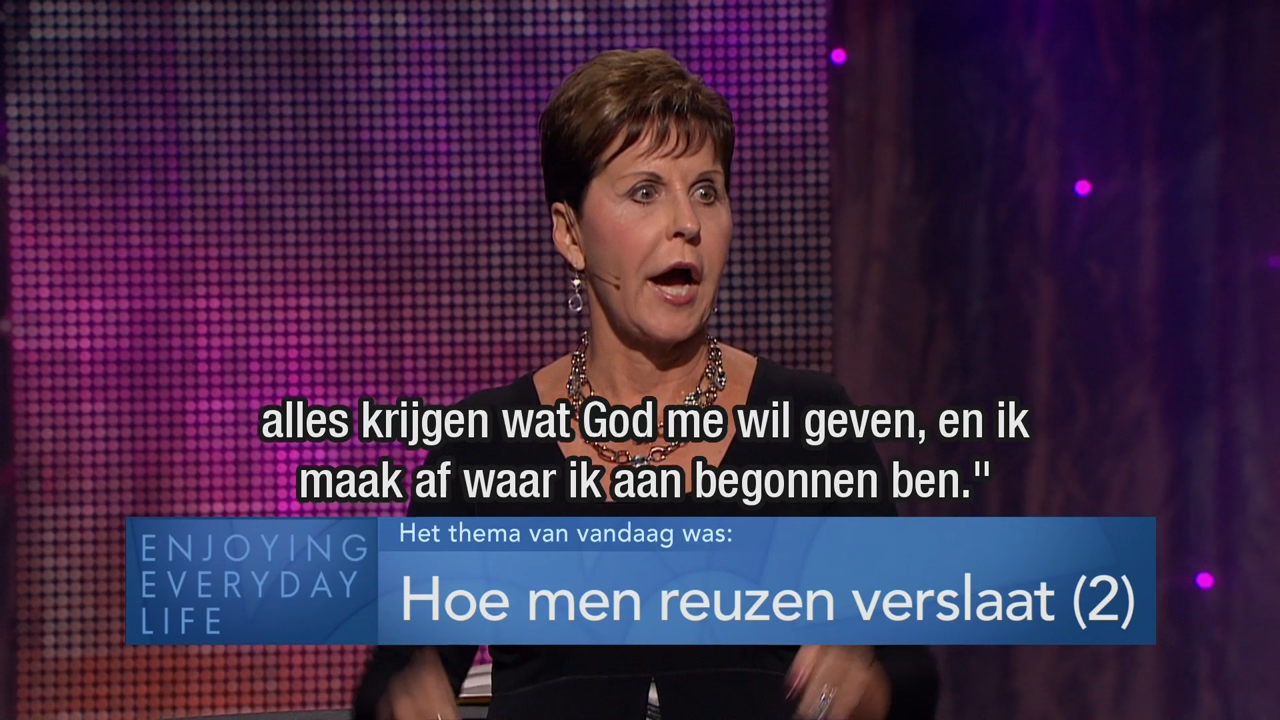 alles krijgen wat God me wil geven, en ik
maak af waar ik aan begonnen ben."
ENJOYING
EVERYDAY
LIFE
Het thema van vandaag was:
Hoe men reuzen verslaat (2)